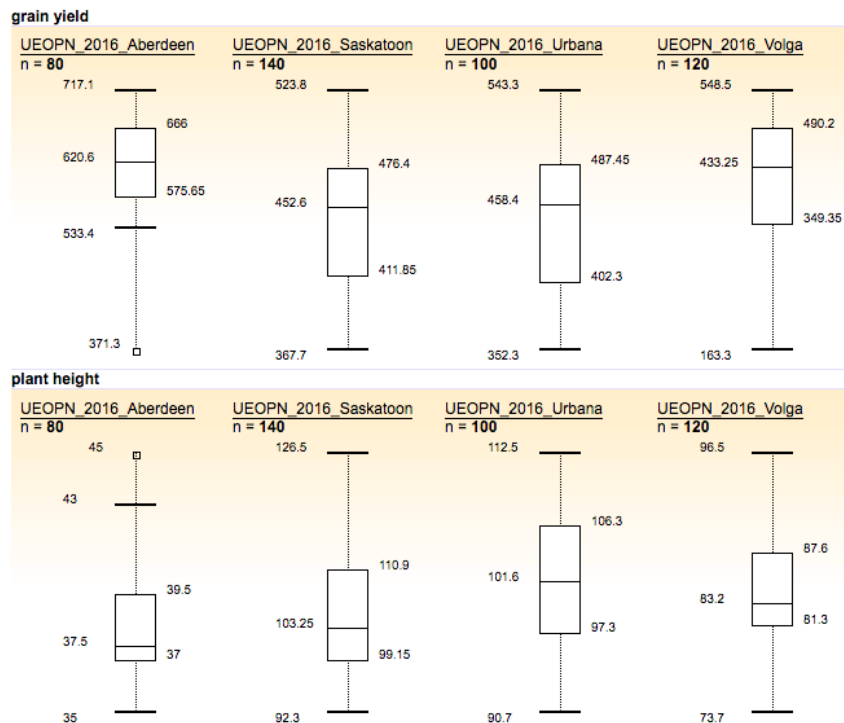 grain yield
UEOPN_2016_Aberdeen UEOPN_2016_Saskatoon UEOPN_2016_Urbana UEOPN_2016_Volga
n = 80 n = 140 n = 100 n = 120
717.1 523.8 543.3 548.5
666 490.2
620.6 476.4 487.45 433.25
575.65 452.6 458.4 349.35
533.4 411.85 402.3
371.3 367.7 352.3 163.3
plant height
UEOPN_2016_Aberdeen UEOPN_2016_Saskatoon UEOPN_2016_Urbana UEOPN_2016_Volga
n = 80 n = 140 n = 100 n = 120
45 126.5 112.5 96.5
43
106.3
110.9 101.6 87.6
39.5 103.25 83.2
37.5 37 99.15 97.3 81.3
35 92.3 90.7 73.7